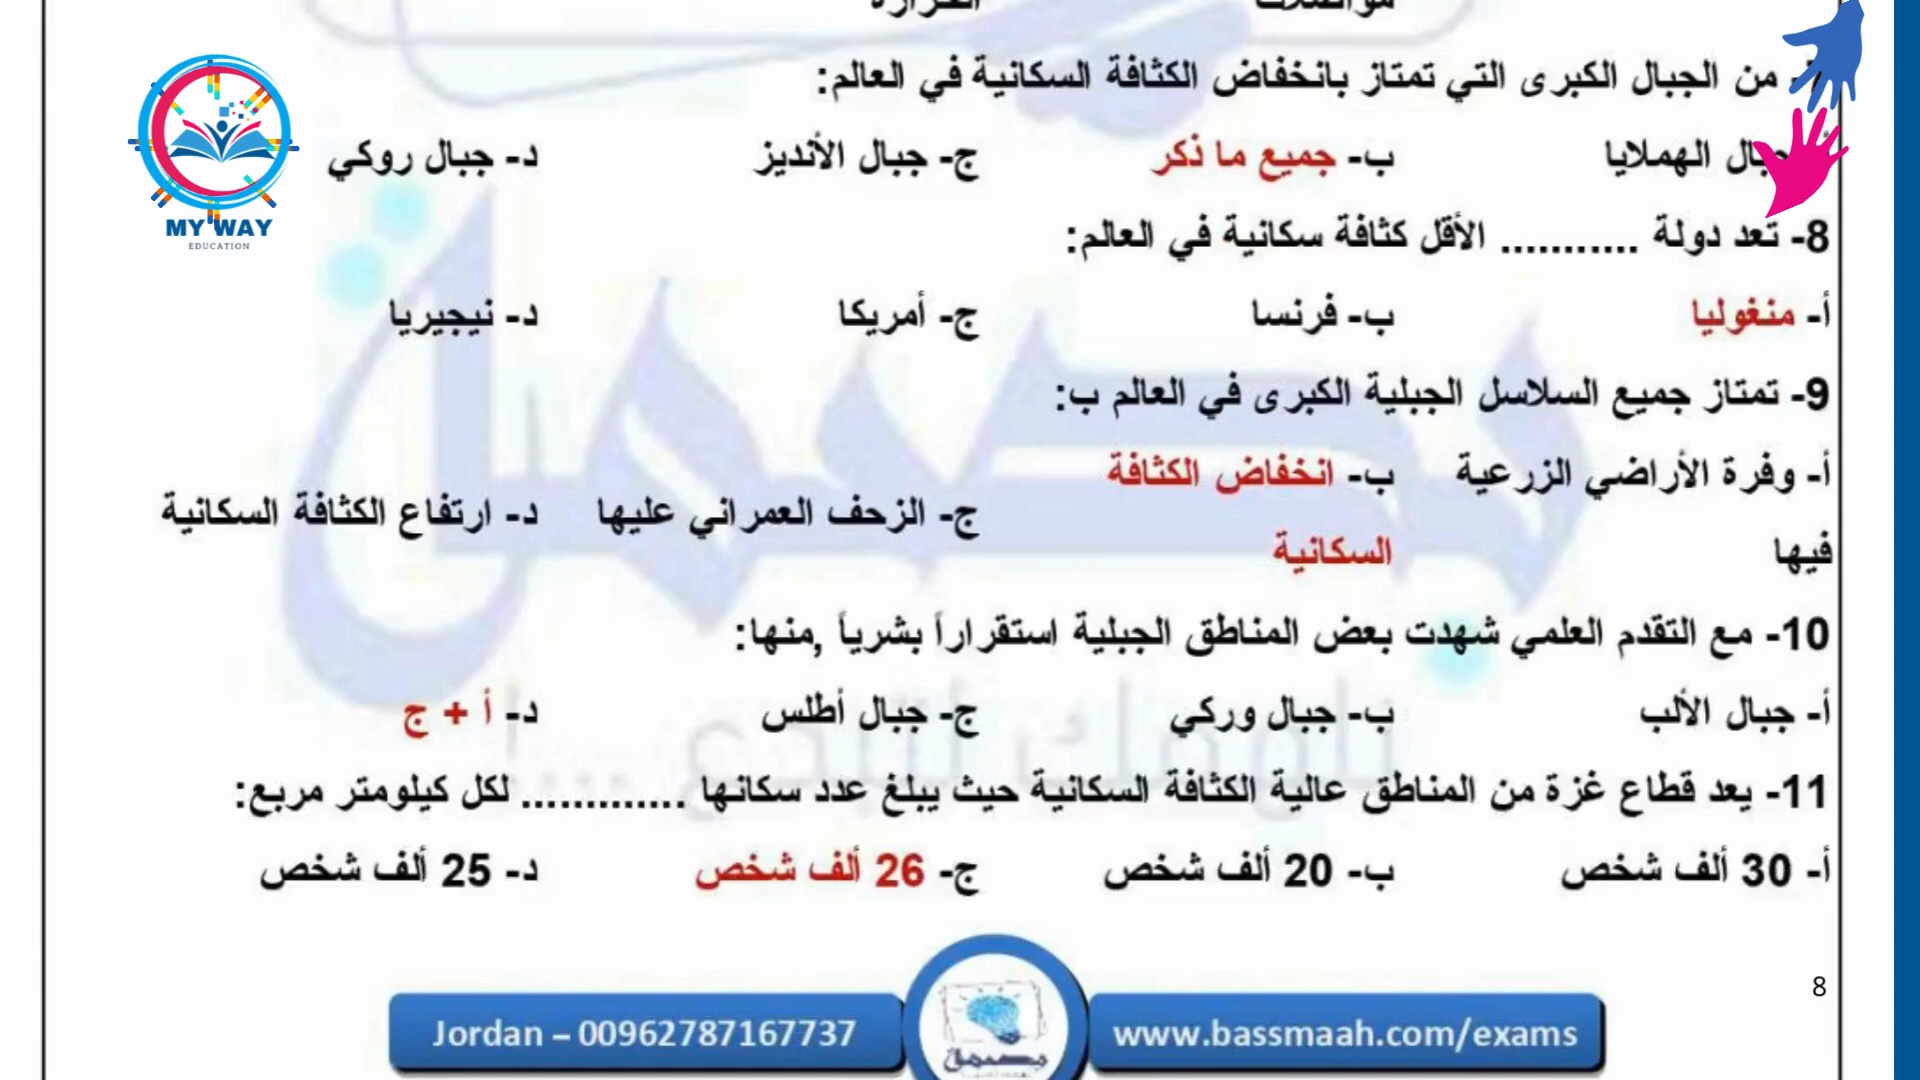 MY WAY
EDUCATION
من الجبال الكبرى التي تمتاز بانخفاض الكثافة السكانية في العالم:
جبال الهملايا ب- جميع ما ذكر ج- جبال الأنديز د- جبال روكي
8- تعد دولة ........... الأقل كثافة سكانية في العالم:
أ- منغوليا ب- فرنسا ج- أمريكا د- نيجيريا
9- تمتاز جميع السلاسل الجبلية الكبرى في العالم ب:
أ- وفرة الأراضي الزرعية ب- انخفاض الكثافة
ج- الزحف العمراني عليها د- ارتفاع الكثافة السكانية
فيها السكانية
10- مع التقدم العلمي شهدت بعض المناطق الجبلية استقراراً بشرياً ,منها:
أ- جبال الألب ب- جبال وركي ج- جبال أطلس د- أ + ج
11- يعد قطاع غزة من المناطق عالية الكثافة السكانية حيث يبلغ عدد سكانها ............. لكل كيلومتر مربع:
أ- 30 ألف شخص ب- 20 ألف شخص ج- 26 ألف شخص د- 25 ألف شخص
8
Jordan – 00962787167737
بصمة
www.bassmaah.com/exams